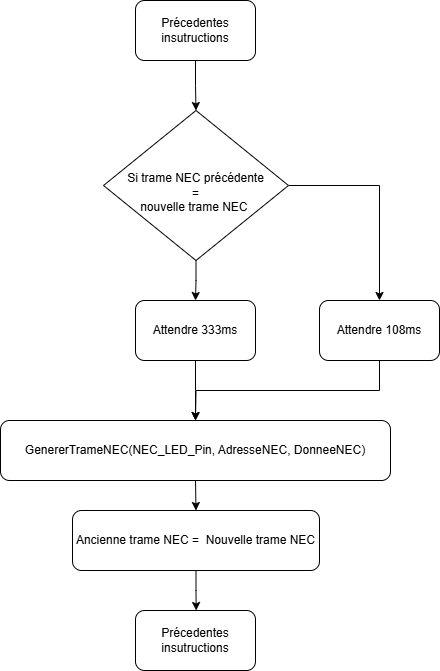 Précedentes
insutructions
Si trame NEC précédente
=
nouvelle trame NEC
Attendre 333ms
Attendre 108ms
GenererTrameNEC(NEC_LED_Pin, AdresseNEC, DonneeNEC)
Ancienne trame NEC = Nouvelle trame NEC
Précedentes
insutructions